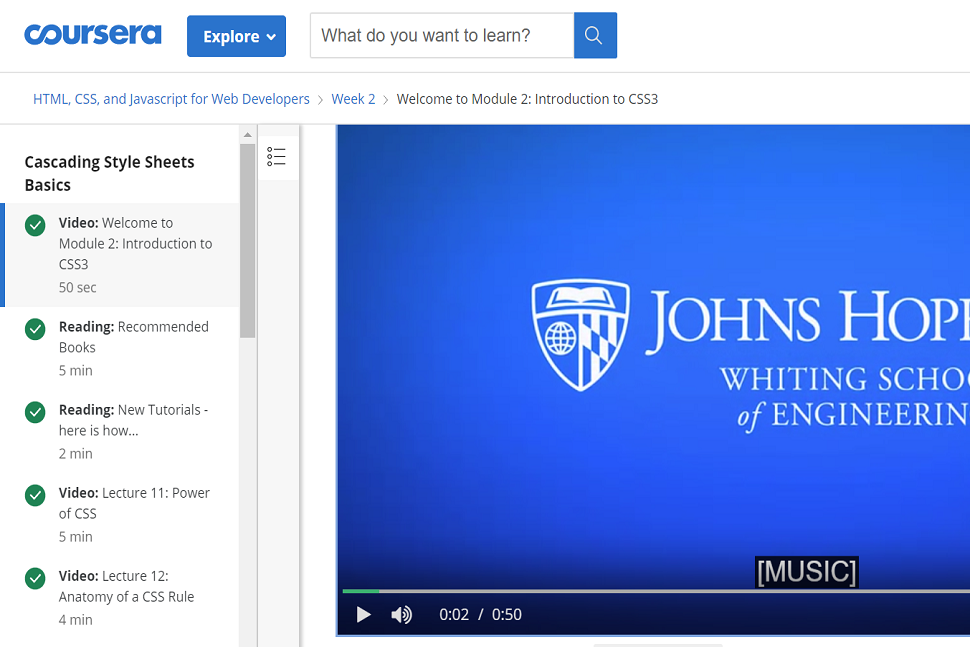 coursera
Explore
What do you want to learn?
HTML, CSS, and Javascript for Web Developers > Week 2 > Welcome to Module 2: Introduction to CSS3
Cascading Style Sheets
Basics
Video: Welcome to
Module 2: Introduction to
CSS3
50 sec
Reading: Recommended
Books
5 min
Reading: New Tutorials -
here is how...
2 min
Video: Lecture 11: Power
of CSS
5 min
Video: Lecture 12:
Anatomy of a CSS Rule
4 min
JOHNS HOP
WHITING SCHO
of ENGINEERIN
[MUSIC]
0:02 / 0:50